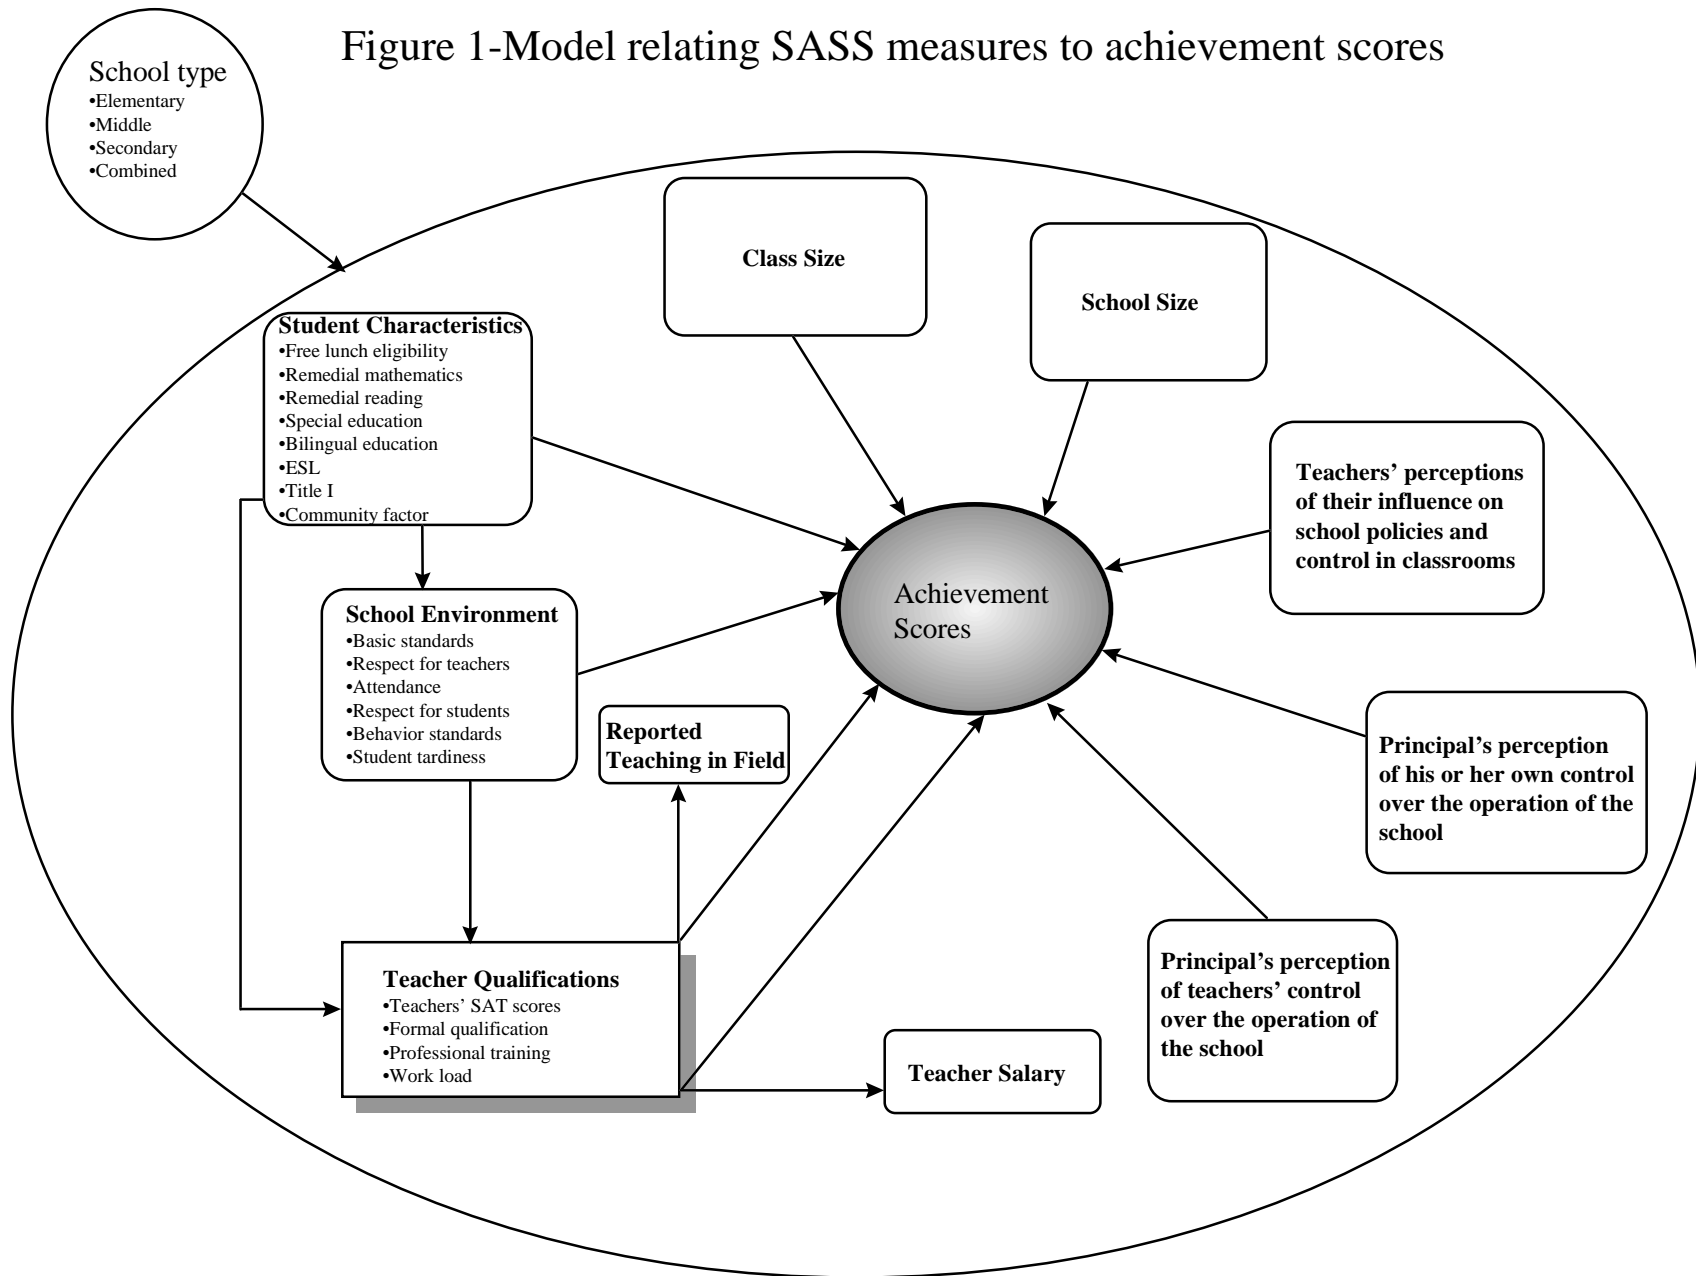 Figure 1-Model relating SASS measures to achievement scores
School type
•Elementary
•Middle
•Secondary
•Combined
Class Size
School Size
Student Characteristics
•Free lunch eligibility
•Remedial mathematics
•Remedial reading
•Special education
•Bilingual education
•ESL
•Title I
•Community factor
Teachers’ perceptions
of their influence on
school policies and
control in classrooms
Achievement
Scores
School Environment
•Basic standards
•Respect for teachers
•Attendance
•Respect for students
•Behavior standards
•Student tardiness
Reported
Teaching in Field
Principal’s perception
of his or her own control
over the operation of the
school
Principal’s perception
of teachers’ control
over the operation of
the school
Teacher Qualifications
•Teachers’ SAT scores
•Formal qualification
•Professional training
•Work load
Teacher Salary